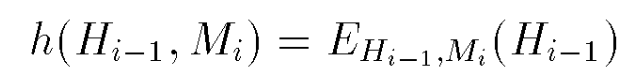 h(H_{i-1}, M_i) = E_{H_{i-1}, M_i}(H_{i-1})